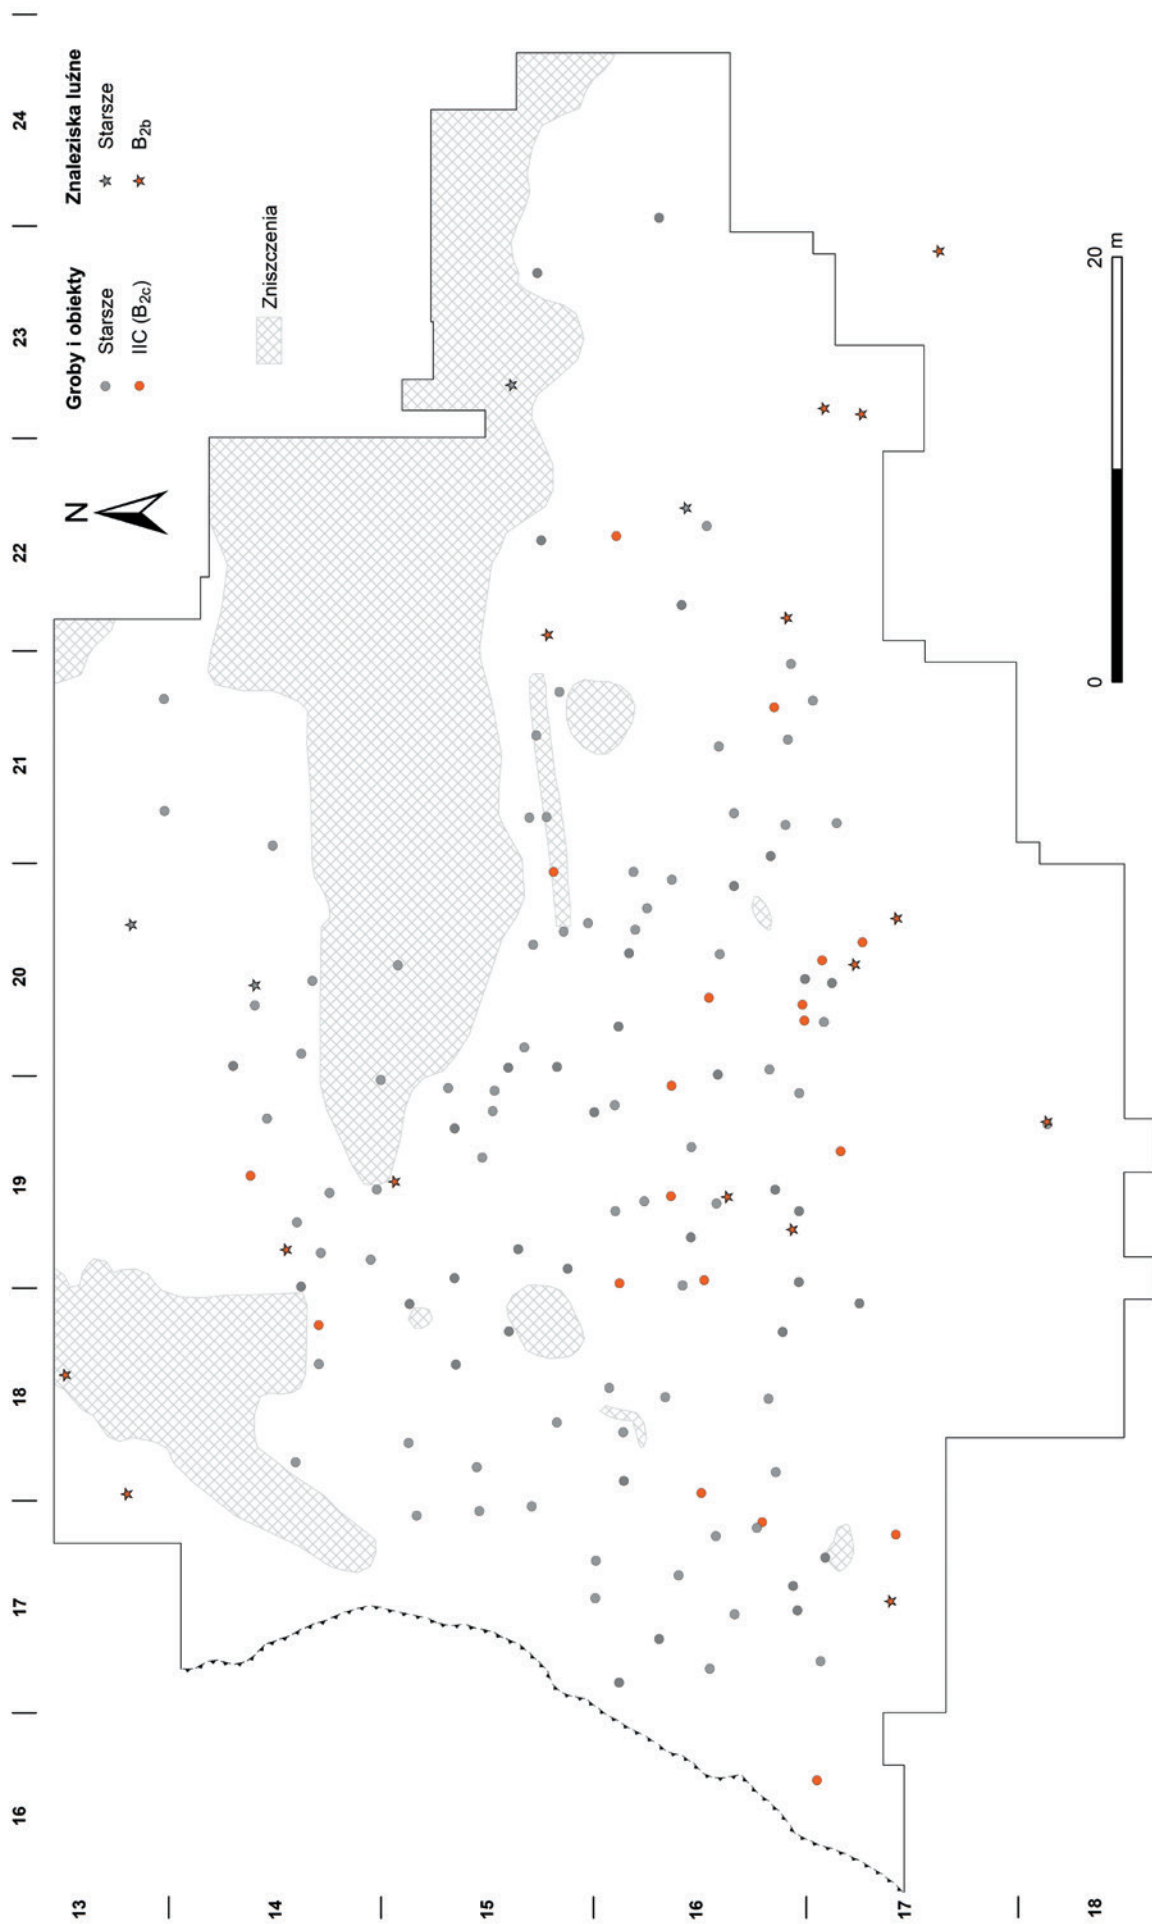 16 17 18 19 20 21 22 23 24
13
14
15
16
17
18
N
Groby i obiekty
Starsze
IIC (B2c)
Znaleziska luźne
Starsze
B2b
Zniszczenia
0 20 m